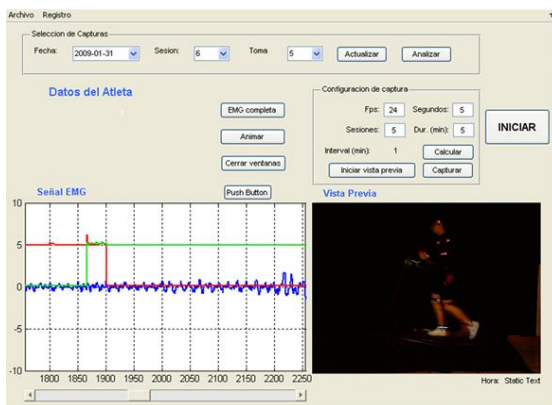 Archivo Registro
Seleccion de Capturas
Fecha: 2009-01-31 Sesion: 6 Toma 5 Actualizar Analizar
Datos del Atleta
Configuracion de captura
Fps: 24 Segundos: 5
Sesiones: 5 Dur. (min): 5
Interval (min): 1 Calcular
Iniciar vista previa Capturar
INICIAR
EMG completa
Animar
Cerrar ventanas
Push Button
Señal EMG
Vista Previa
10
5
0
-5
-10
1800 1850 1900 1950 2000 2050 2100 2150 2200 2250
Hora: Static Text